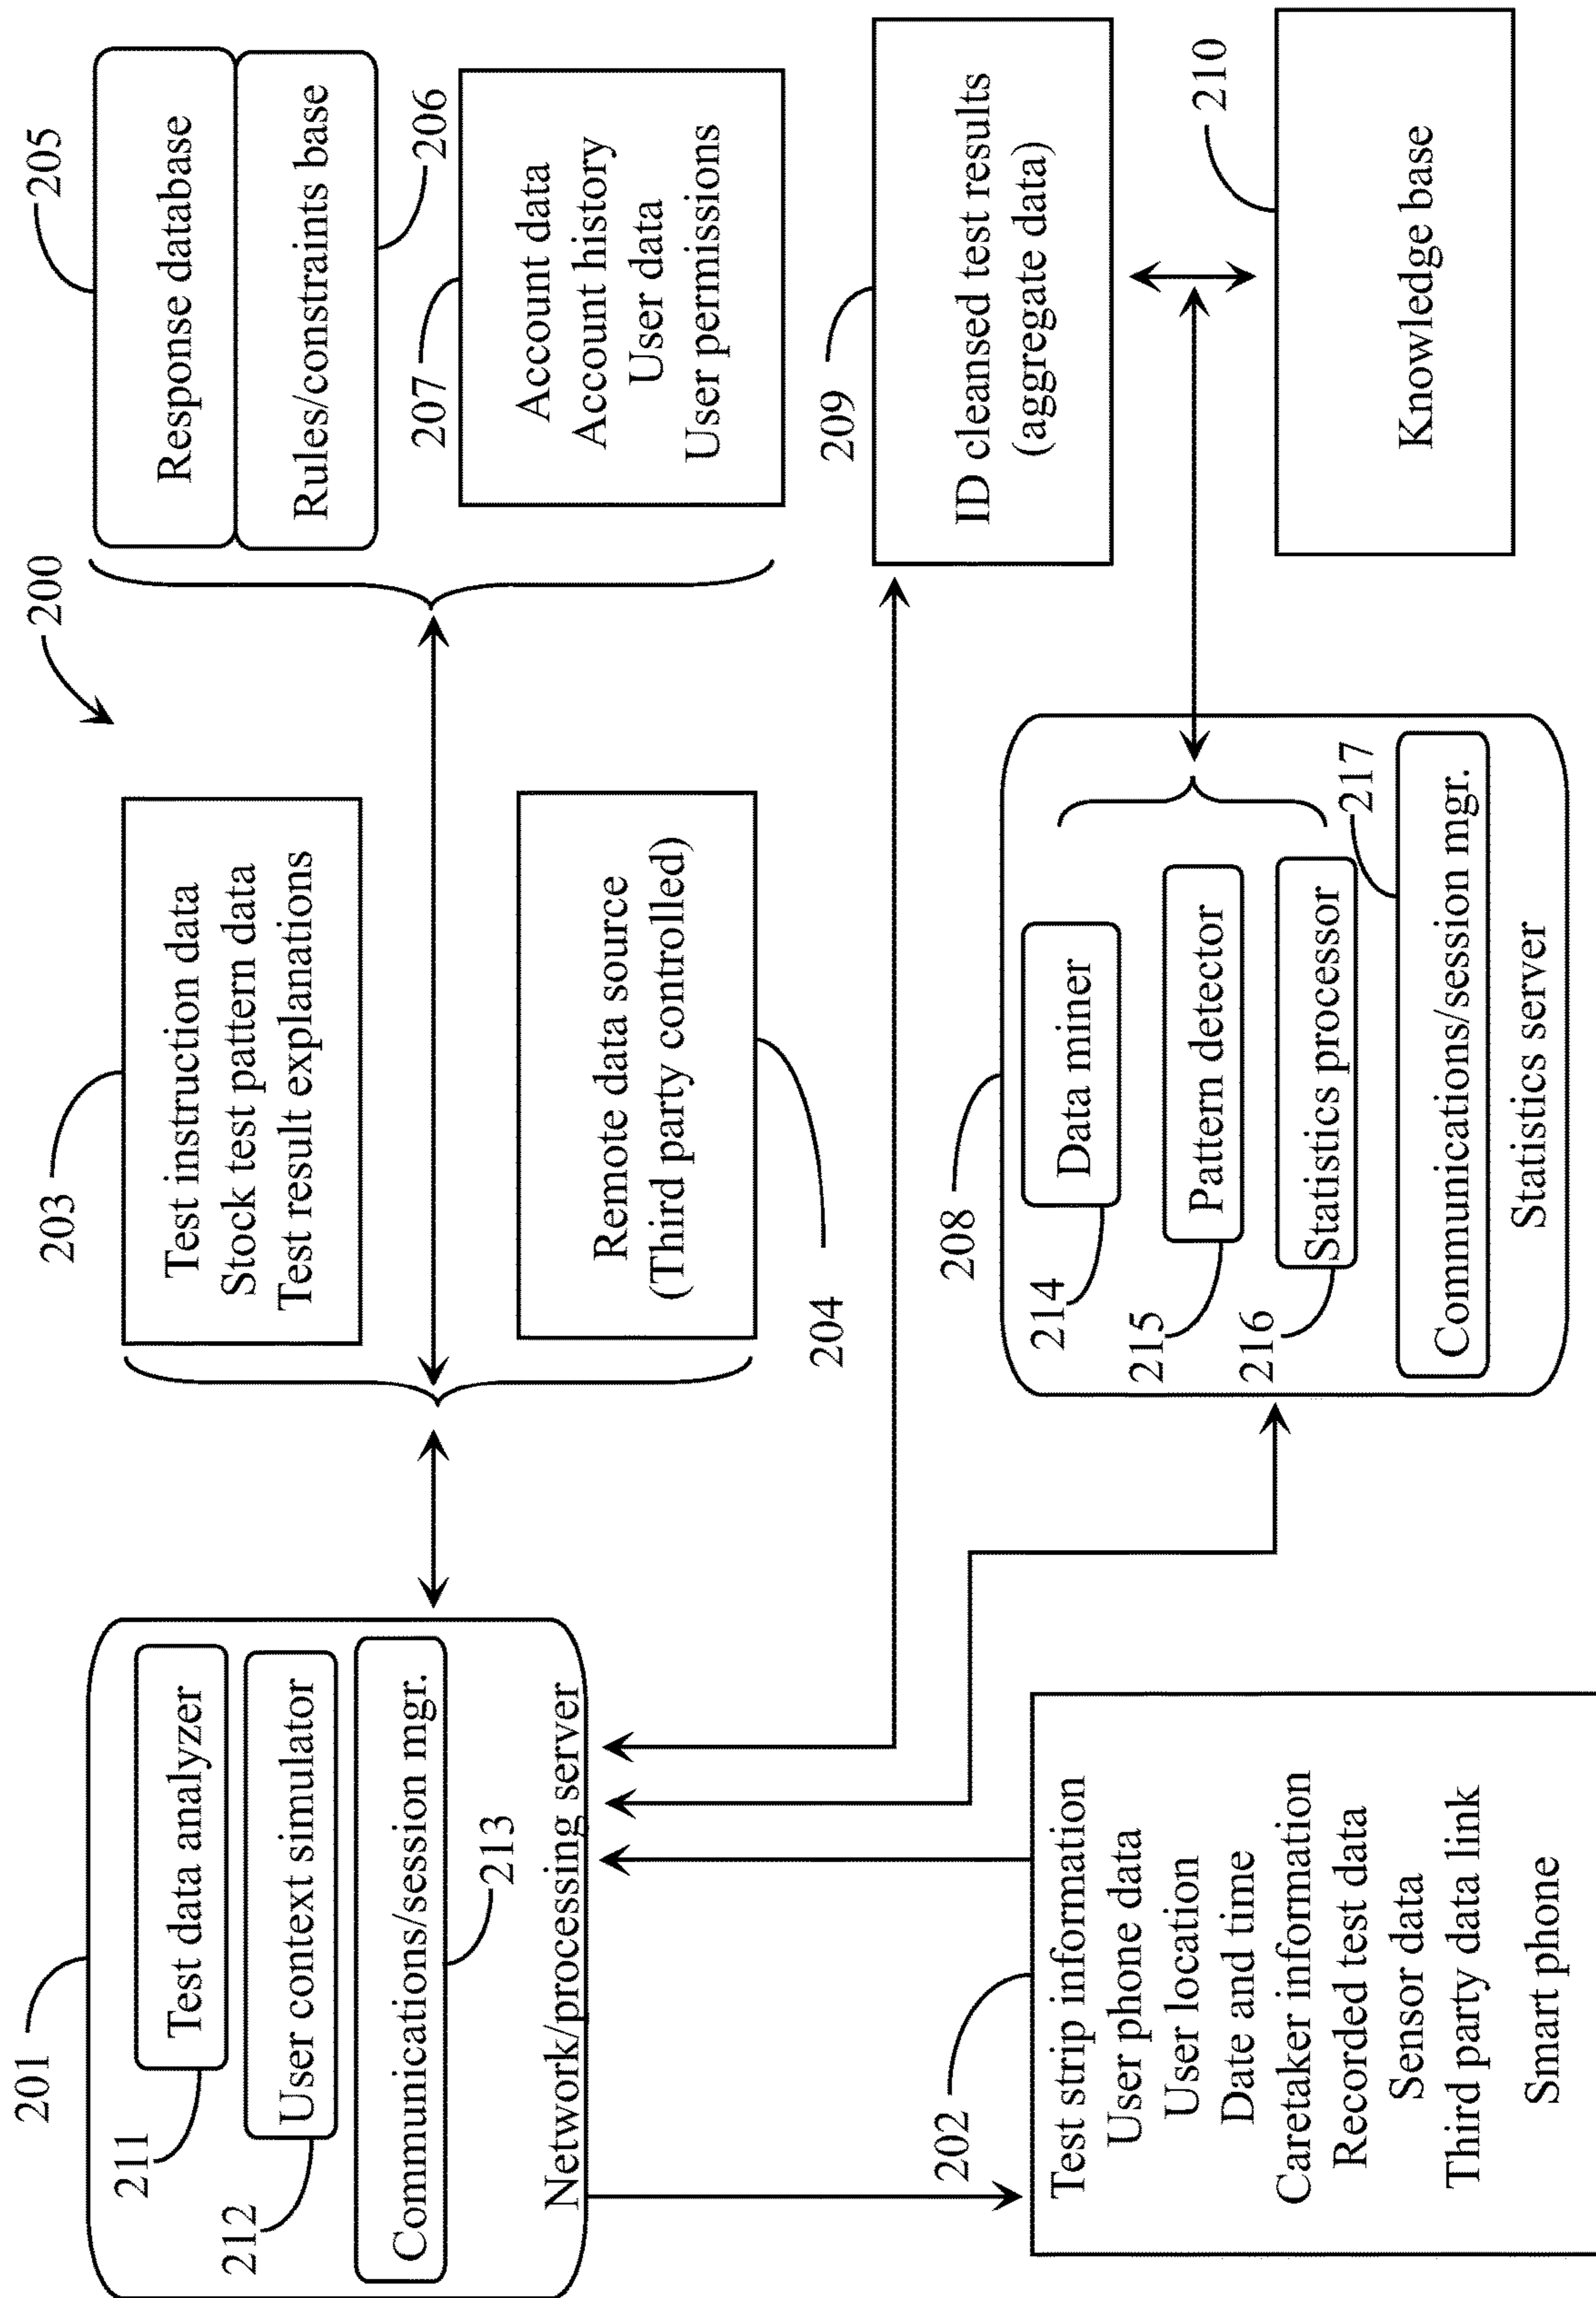 200
201
211
Test data analyzer
212
User context simulator
Communications/session mgr.
213
Network/processing server
203
Test instruction data
Stock test pattern data
Test result explanations
Remote data source
(Third party controlled)
204
205
Response database
Rules/constraints base
206
207
Account data
Account history
User data
User permissions
202
Test strip information
User phone data
User location
Date and time
Caretaker information
Recorded test data
Sensor data
Third party data link
Smart phone
208
214
Data miner
215
Pattern detector
216
Statistics processor
217
Communications/session mgr.
Statistics server
209
ID cleansed test results
(aggregate data)
210
Knowledge base